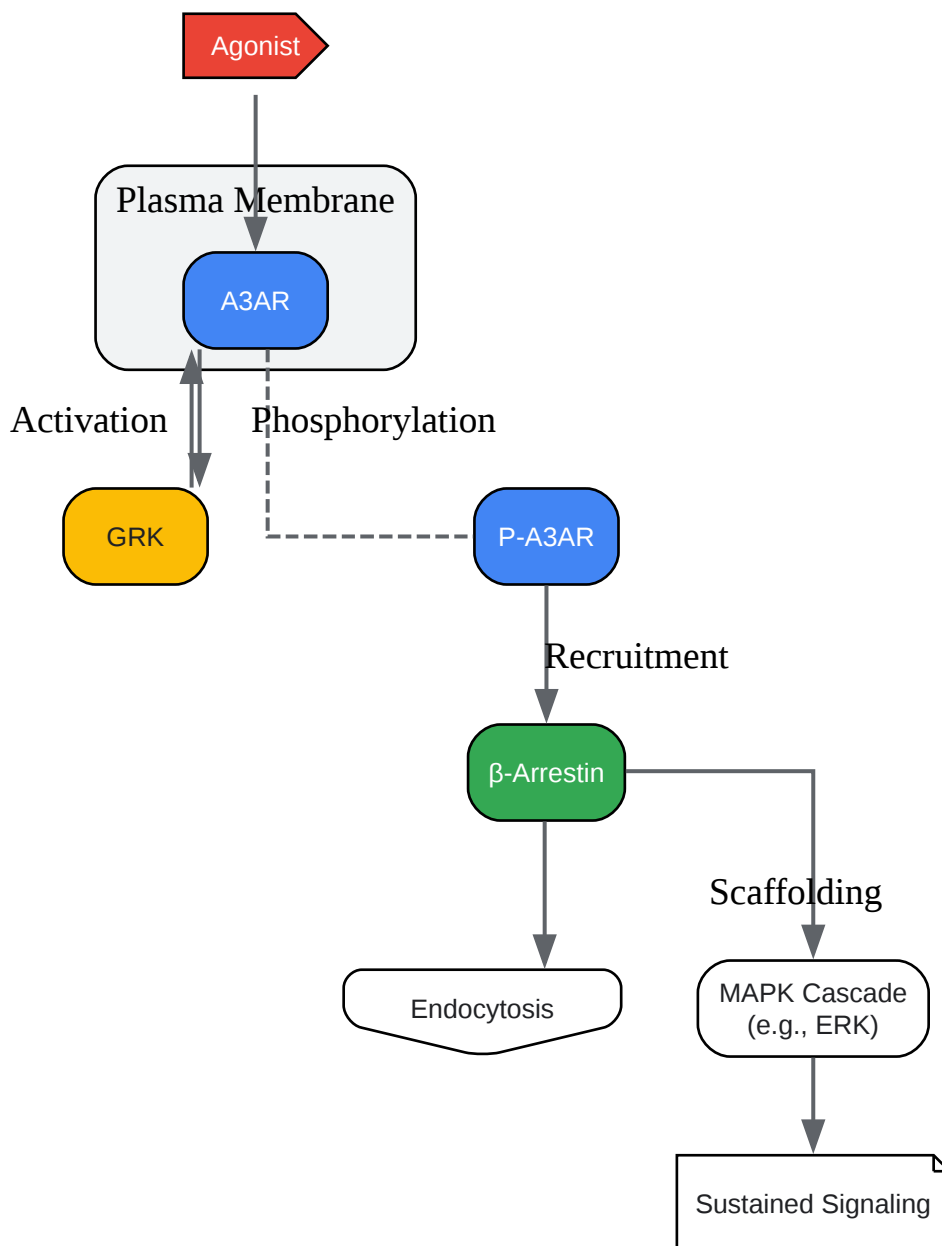 Agonist
Plasma Membrane
A3AR
Activation
Phosphorylation
GRK
P-A3AR
Recruitment
β-Arrestin
Scaffolding
Endocytosis
MAPK Cascade
(e.g., ERK)
Sustained Signaling